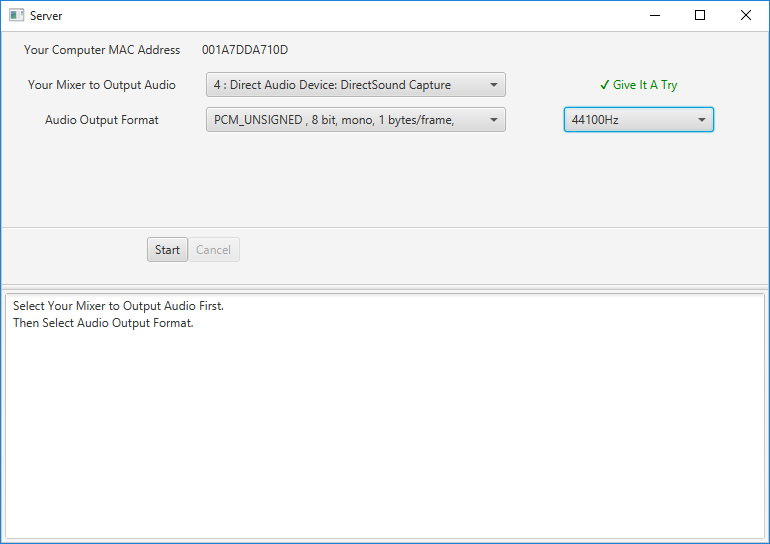 Server
Your Computer MAC Address 001A7DDA710D
Your Mixer to Output Audio 4 : Direct Audio Device: DirectSound Capture ✓ Give It A Try
Audio Output Format PCM_UNSIGNED , 8 bit, mono, 1 bytes/frame, 44100Hz
Start Cancel
Select Your Mixer to Output Audio First.
Then Select Audio Output Format.